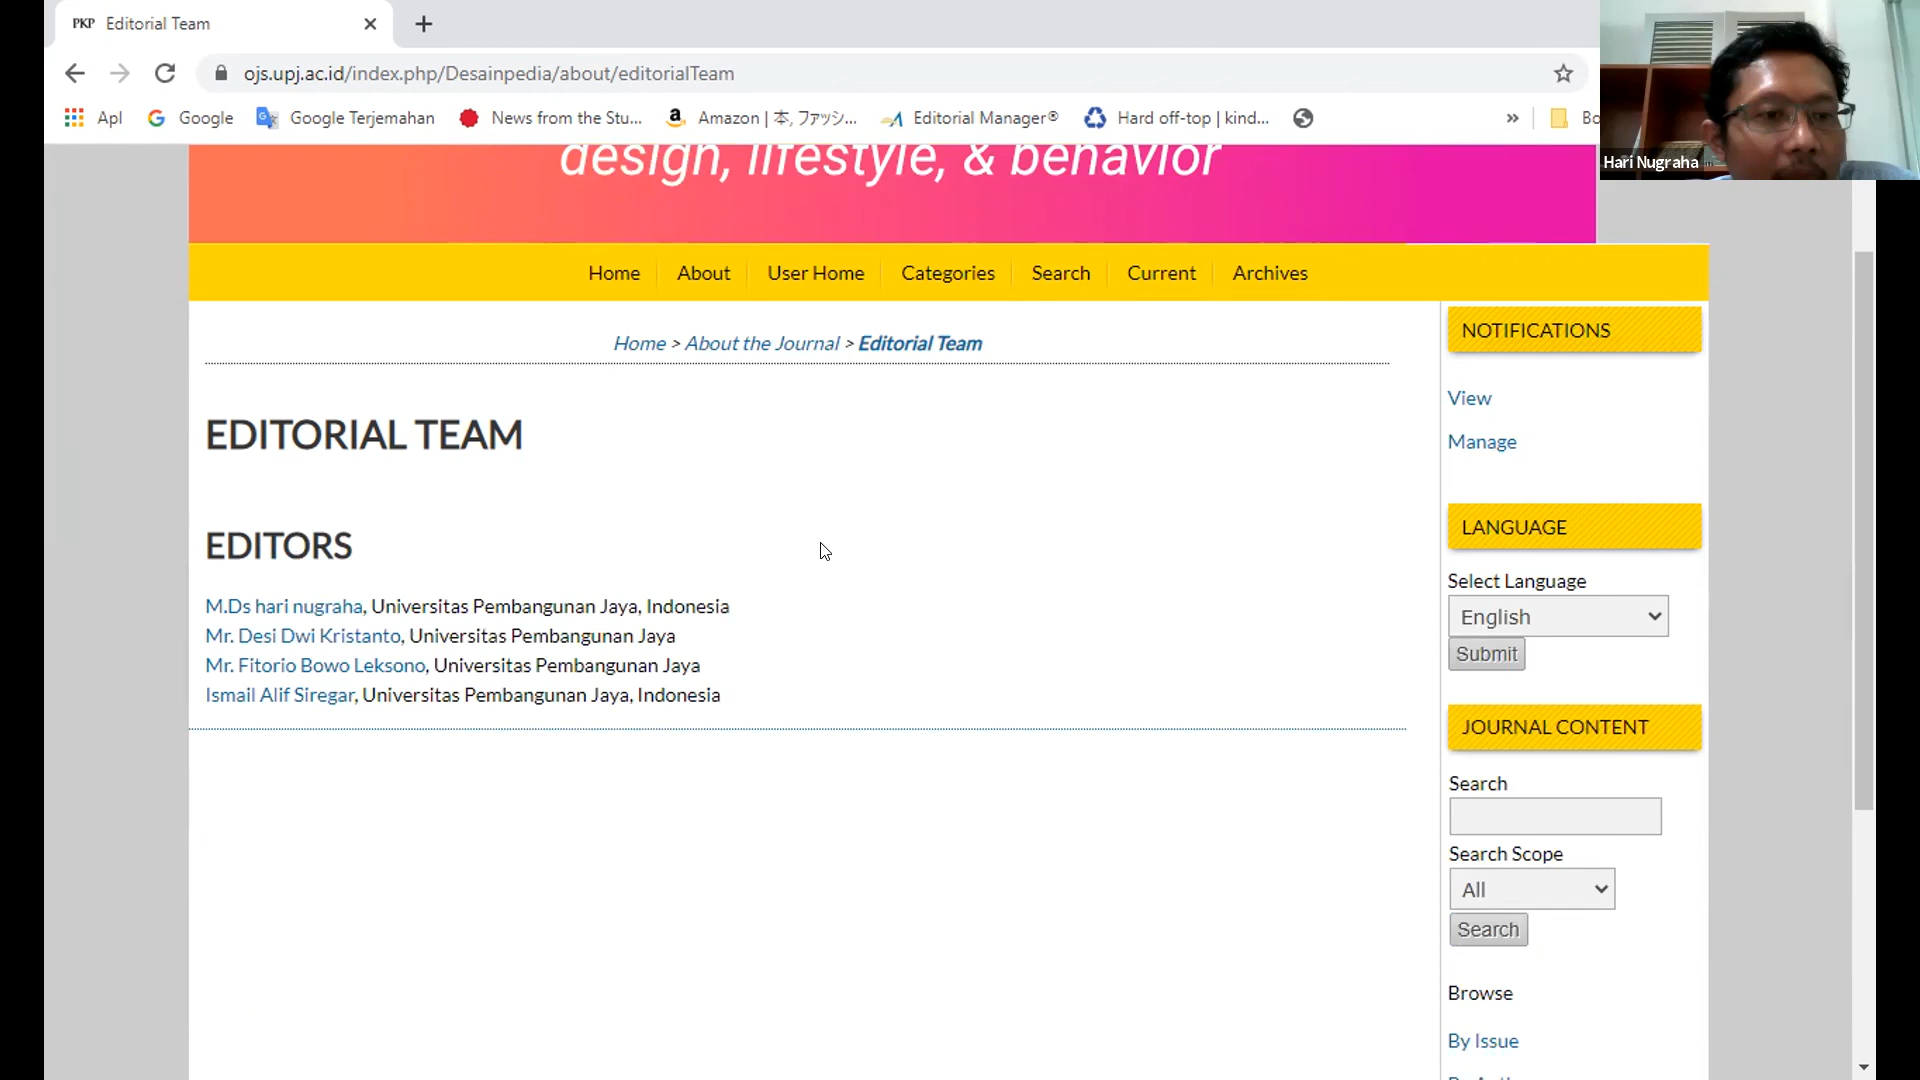 PKP Editorial Team
ojs.upj.ac.id/index.php/Desainpedia/about/editorialTeam
Apl Google Google Terjemahan News from the Stu... Amazon | 本, ファッシ... Editorial Manager® Hard off-top | kind... » Bo
Hari Nugraha
design, lifestyle, & behavior
Home About User Home Categories Search Current Archives
Home > About the Journal > Editorial Team
EDITORIAL TEAM
EDITORS
M.Ds hari nugraha, Universitas Pembangunan Jaya, Indonesia
Mr. Desi Dwi Kristanto, Universitas Pembangunan Jaya
Mr. Fitorio Bowo Leksono, Universitas Pembangunan Jaya
Ismail Alif Siregar, Universitas Pembangunan Jaya, Indonesia
NOTIFICATIONS
View
Manage
LANGUAGE
Select Language
English
Submit
JOURNAL CONTENT
Search
Search Scope
All
Search
Browse
By Issue